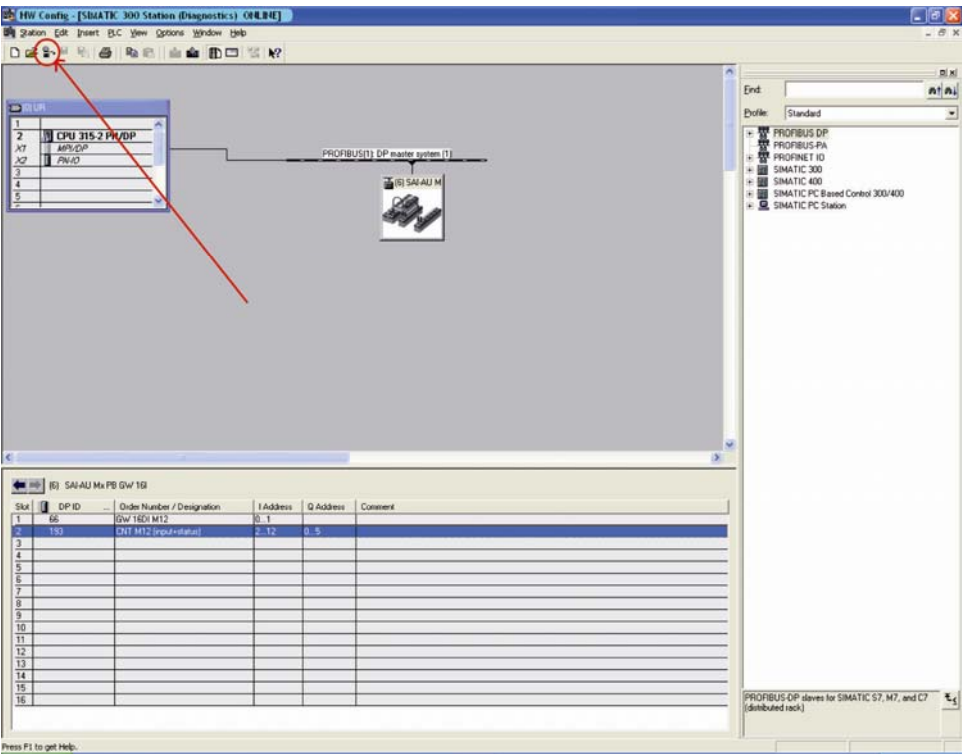 HW Config - [SIMATIC 300 Station (Diagnostics) ONLINE]
Station Edit Insert PLC View Options Window Help
(0) UR
1
2 CPU 315-2 PN/DP
X1 MPI/DP
X2 PN-IO
3
4
5
PROFIBUS(1): DP master system (1)
(6) SAI-AU M
Find:
Profile: Standard
PROFIBUS DP
PROFIBUS-PA
PROFINET IO
SIMATIC 300
SIMATIC 400
SIMATIC PC Based Control 300/400
SIMATIC PC Station
(6) SAI-AU Mx PB GW 16I
Slot DP ID ... Order Number / Designation I Address Q Address Comment
1 66 GW 16DI M12 0...1
2 193 CNT M12 (input+status) 2...12 0...5
3
4
5
6
7
8
9
10
11
12
13
14
15
16
PROFIBUS-DP slaves for SIMATIC S7, M7, and C7
(distributed rack)
Press F1 to get Help.